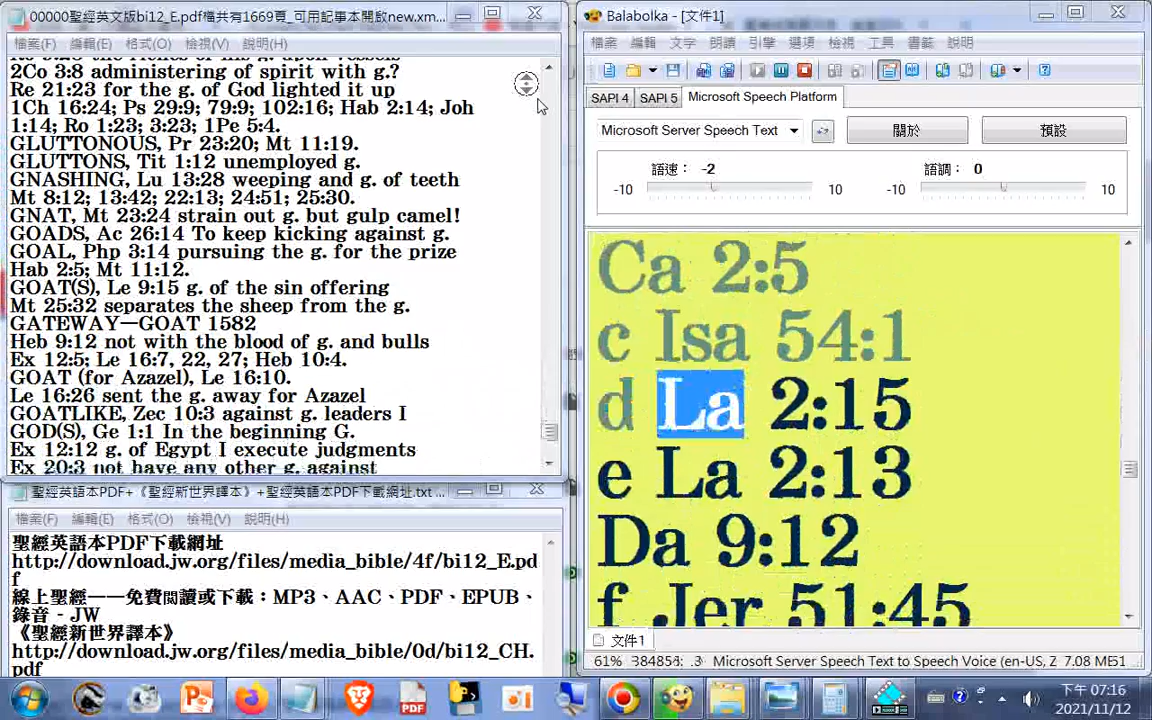 00000聖經英文版bi12_E.pdf檔共有1669頁_可用記事本開啟new.xm...
檔案(F) 編輯(E) 格式(O) 檢視(V) 說明(H)
2Co 3:8 administering of spirit with g.?
Re 21:23 for the g. of God lighted it up
1Ch 16:24; Ps 29:9; 79:9; 102:16; Hab 2:14; Joh
1:14; Ro 1:23; 3:23; 1Pe 5:4.
GLUTTONOUS, Pr 23:20; Mt 11:19.
GLUTTONS, Tit 1:12 unemployed g.
GNASHING, Lu 13:28 weeping and g. of teeth
Mt 8:12; 13:42; 22:13; 24:51; 25:30.
GNAT, Mt 23:24 strain out g. but gulp camel!
GOADS, Ac 26:14 To keep kicking against g.
GOAL, Php 3:14 pursuing the g. for the prize
Hab 2:5; Mt 11:12.
GOAT(S), Le 9:15 g. of the sin offering
Mt 25:32 separates the sheep from the g.
GATEWAY—GOAT 1582
Heb 9:12 not with the blood of g. and bulls
Ex 12:5; Le 16:7, 22, 27; Heb 10:4.
GOAT (for Azazel), Le 16:10.
Le 16:26 sent the g. away for Azazel
GOATLIKE, Zec 10:3 against g. leaders I
GOD(S), Ge 1:1 In the beginning G.
Ex 12:12 g. of Egypt I execute judgments
Ex 20:3 not have any other g. against
聖經英語本PDF+《聖經新世界譯本》+聖經英語本PDF下載網址.txt ...
檔案(F) 編輯(E) 格式(O) 檢視(V) 說明(H)
聖經英語本PDF下載網址
http://download.jw.org/files/media_bible/4f/bi12_E.pd
f
線上聖經——免費閱讀或下載：MP3、AAC、PDF、EPUB、
錄音 - JW
《聖經新世界譯本》
http://download.jw.org/files/media_bible/0d/bi12_CH.
pdf
Balabolka - [文件1]
檔案 編輯 文字 朗讀 引擎 選項 檢視 工具 書籤 說明
SAPI 4 SAPI 5 Microsoft Speech Platform
Microsoft Server Speech Text 關於 預設
語速： -2 語調： 0
-10 10 -10 10
Ca 2:5
c Isa 54:1
d La 2:15
e La 2:13
Da 9:12
f Jer 51:45
文件1
61% Microsoft Server Speech Text to Speech Voice (en-US, Z 7.08 ME
下午 07:16
2021/11/12